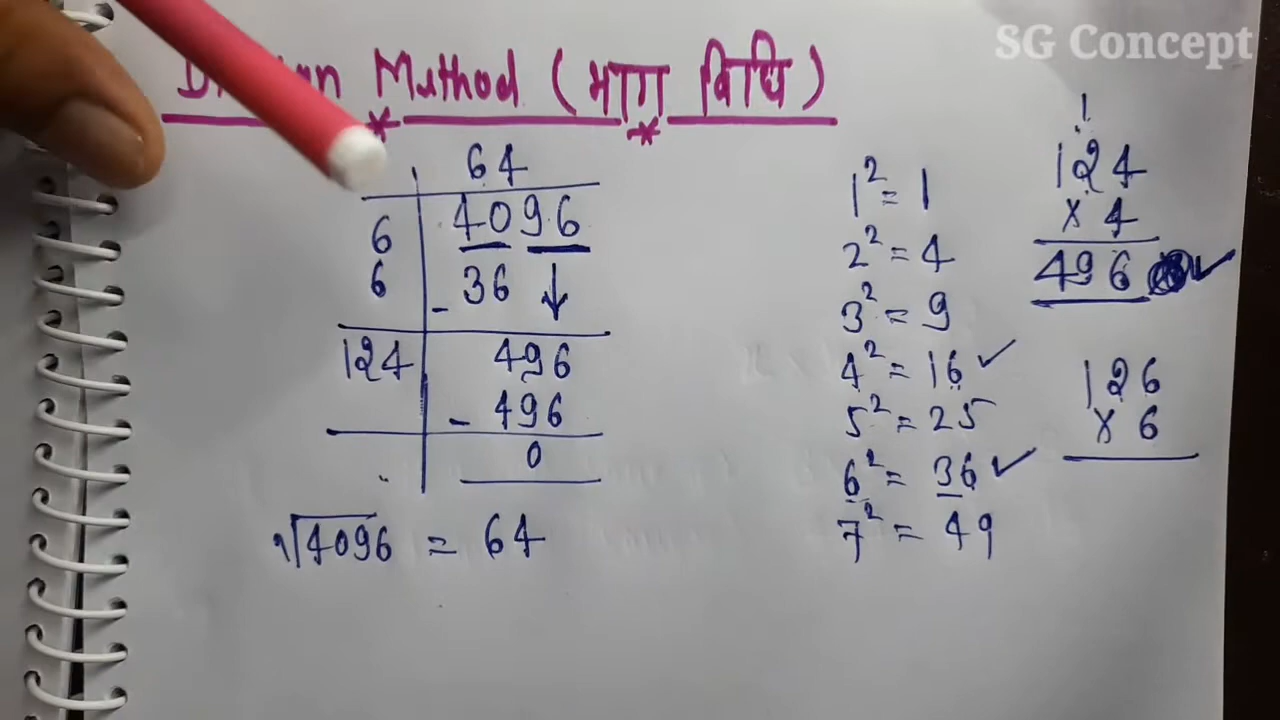 SG Concept
Muthod (भाग विधि)
64
6 4096
6 - 36 ↓
124 496
- 496
0
√4096 = 64
1² = 1
2² = 4
3² = 9
4² = 16 ✓
5² = 25
6² = 36 ✓
7² = 49
1
124
x 4
496 ✓
126
x 6